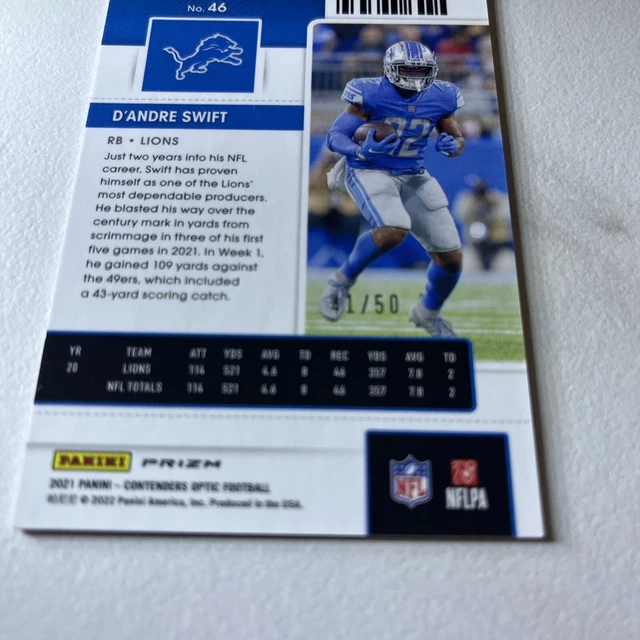 No. 46
D'ANDRE SWIFT
RB • LIONS
Just two years into his NFL
career, Swift has proven
himself as one of the Lions'
most dependable producers.
He blasted his way over the
century mark in yards from
scrimmage in three of his first
five games in 2021. In Week 1,
he gained 109 yards against
the 49ers, which included
a 43-yard scoring catch.
32
1/50
YR TEAM ATT YDS AVG TD REC YDS AVG TD
20 LIONS 114 521 4.6 8 46 357 7.8 2
NFL TOTALS 114 521 4.6 8 46 357 7.8 2
PANINI PRIZM
2021 PANINI – CONTENDERS OPTIC FOOTBALL
© 2022 Panini America, Inc. Produced in the USA.
NFL
NFLPA